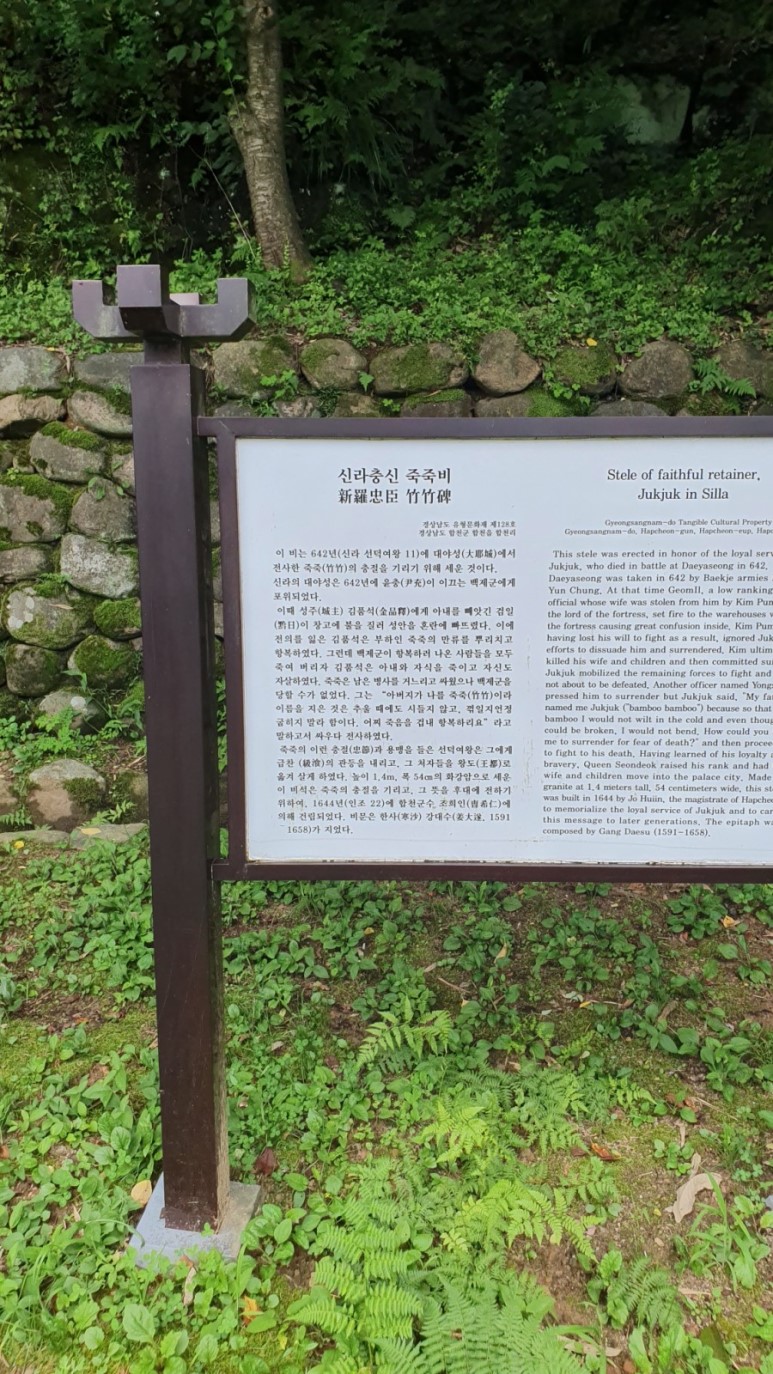 신라충신 죽죽비
新羅忠臣 竹竹碑
경상남도 유형문화재 제128호
경상남도 합천군 합천읍 합천리
이 비는 642년(신라 선덕여왕 11)에 대야성(大耶城)에서
전사한 죽죽(竹竹)의 충절을 기리기 위해 세운 것이다.
신라의 대야성은 642년에 윤충(尹充)이 이끄는 백제군에게
포위되었다.
이때 성주(城主) 김품석(金品釋)에게 아내를 빼앗긴 검일
(黔日)이 창고에 불을 질러 성안을 혼란에 빠트렸다. 이에
전의를 잃은 김품석은 부하인 죽죽의 만류를 뿌리치고
항복하였다. 그런데 백제군이 항복하러 나온 사람들을 모두
죽여 버리자 김품석은 아내와 자식을 죽이고 자신도
자살하였다. 죽죽은 남은 병사를 거느리고 싸웠으나 백제군을
당할 수가 없었다. 그는 “아버지가 나를 죽죽(竹竹)이라
이름을 지은 것은 추울 때에도 시들지 않고, 꺾일지언정
굽히지 말라 함이다. 어찌 죽음을 겁내 항복하리요” 라고
말하고서 싸우다 전사하였다.
죽죽의 이런 충절(忠節)과 용맹을 들은 선덕여왕은 그에게
급찬(級飡)의 관등을 내리고, 그 처자들을 왕도(王都)로
옮겨 살게 하였다. 높이 1.4m, 폭 54cm의 화강암으로 세운
이 비석은 죽죽의 충절을 기리고, 그 뜻을 후대에 전하기
위하여, 1644년(인조 22)에 합천군수 조희인(曺希仁)에
의해 건립되었다. 비문은 한사(寒沙) 강대수(姜大遂, 1591
~1658)가 지었다.
Stele of faithful retainer,
Jukjuk in Silla
Gyeongsangnam-do Tangible Cultural Property
Gyeongsangnam-do, Hapcheon-gun, Hapcheon-eup,
This stele was erected in honor of the loyal
Jukjuk, who died in battle at Daeyaseong in 642,
Daeyaseong was taken in 642 by Baekje armies
Yun Chung. At that time Geomil, a low ranking
official whose wife was stolen from him by Kim
the lord of the fortress, set fire to the warehouses
the fortress causing great confusion inside, Kim
having lost his will to fight as a result, ignored
efforts to dissuade him and surrendered. Kim
killed his wife and children and then committed
Jukjuk mobilized the remaining forces to fight and
not about to be defeated. Another officer named
pressed him to surrender but Jukjuk said, "My
named me Jukjuk ("bamboo bamboo") because so that
bamboo I would not wilt in the cold and even
could be broken, I would not bend. How could you
me to surrender for fear of death?" and then
to fight to his death. Having learned of his loyalty
bravery, Queen Seondeok raised his rank and had
wife and children move into the palace city. Made
granite at 1.4 meters tall, 54 centimeters wide, this
was built in 1644 by Jo Huiin, the magistrate of
to memorialize the loyal service of Jukjuk and to
this message to later generations. The epitaph
composed by Gang Daesu (1591-1658).